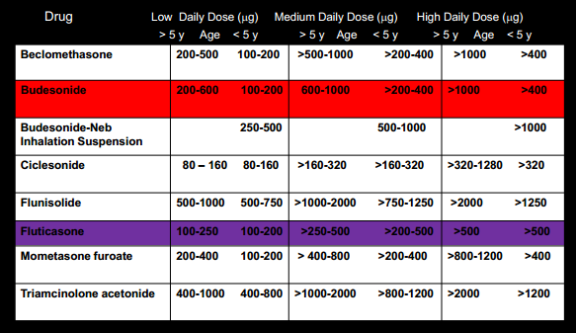 Drug Low Daily Dose (μg) Medium Daily Dose (μg) High Daily Dose (μg)
> 5 y Age < 5 y > 5 y Age < 5 y > 5 y Age < 5 y
Beclomethasone 200-500 100-200 >500-1000 >200-400 >1000 >400
Budesonide 200-600 100-200 600-1000 >200-400 >1000 >400
Budesonide-Neb 250-500 500-1000 >1000
Inhalation Suspension
Ciclesonide 80 – 160 80-160 >160-320 >160-320 >320-1280 >320
Flunisolide 500-1000 500-750 >1000-2000 >750-1250 >2000 >1250
Fluticasone 100-250 100-200 >250-500 >200-500 >500 >500
Mometasone furoate 200-400 100-200 > 400-800 >200-400 >800-1200 >400
Triamcinolone acetonide 400-1000 400-800 >1000-2000 >800-1200 >2000 >1200